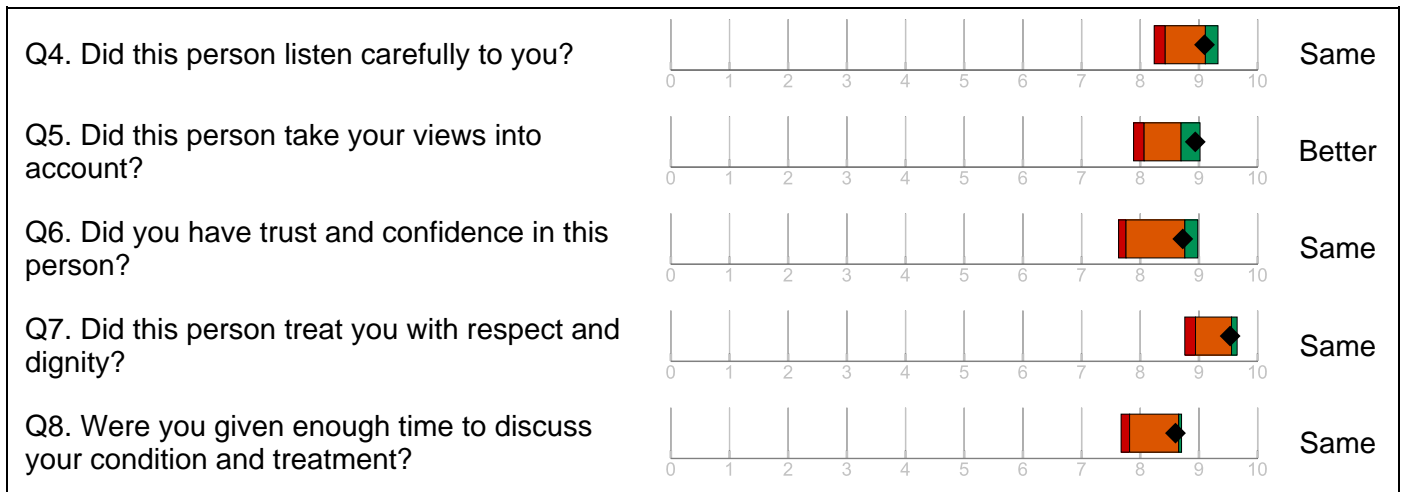 Q4. Did this person listen carefully to you?
0 1 2 3 4 5 6 7 8 9 10
Same
Q5. Did this person take your views into
account?
0 1 2 3 4 5 6 7 8 9 10
Better
Q6. Did you have trust and confidence in this
person?
0 1 2 3 4 5 6 7 8 9 10
Same
Q7. Did this person treat you with respect and
dignity?
0 1 2 3 4 5 6 7 8 9 10
Same
Q8. Were you given enough time to discuss
your condition and treatment?
0 1 2 3 4 5 6 7 8 9 10
Same